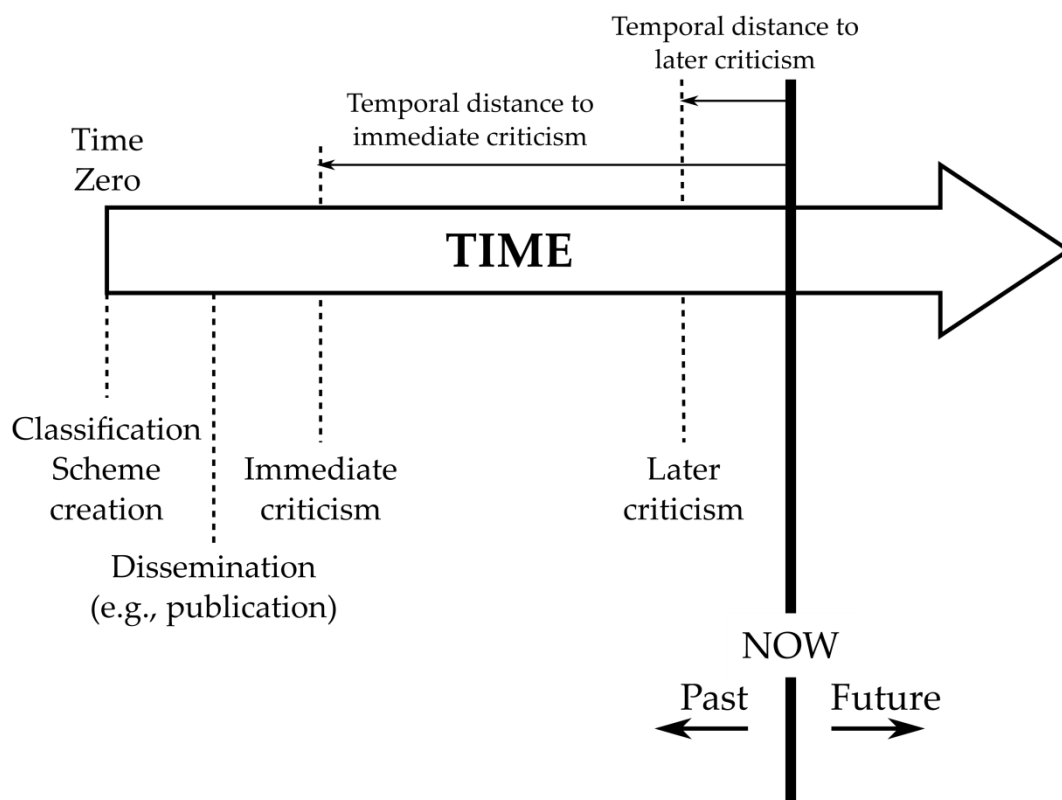 Temporal distance to
later criticism
Temporal distance to
immediate criticism
Time
Zero
TIME
Classification
Scheme
creation
Immediate
criticism
Later
criticism
Dissemination
(e.g., publication)
NOW
Past
Future